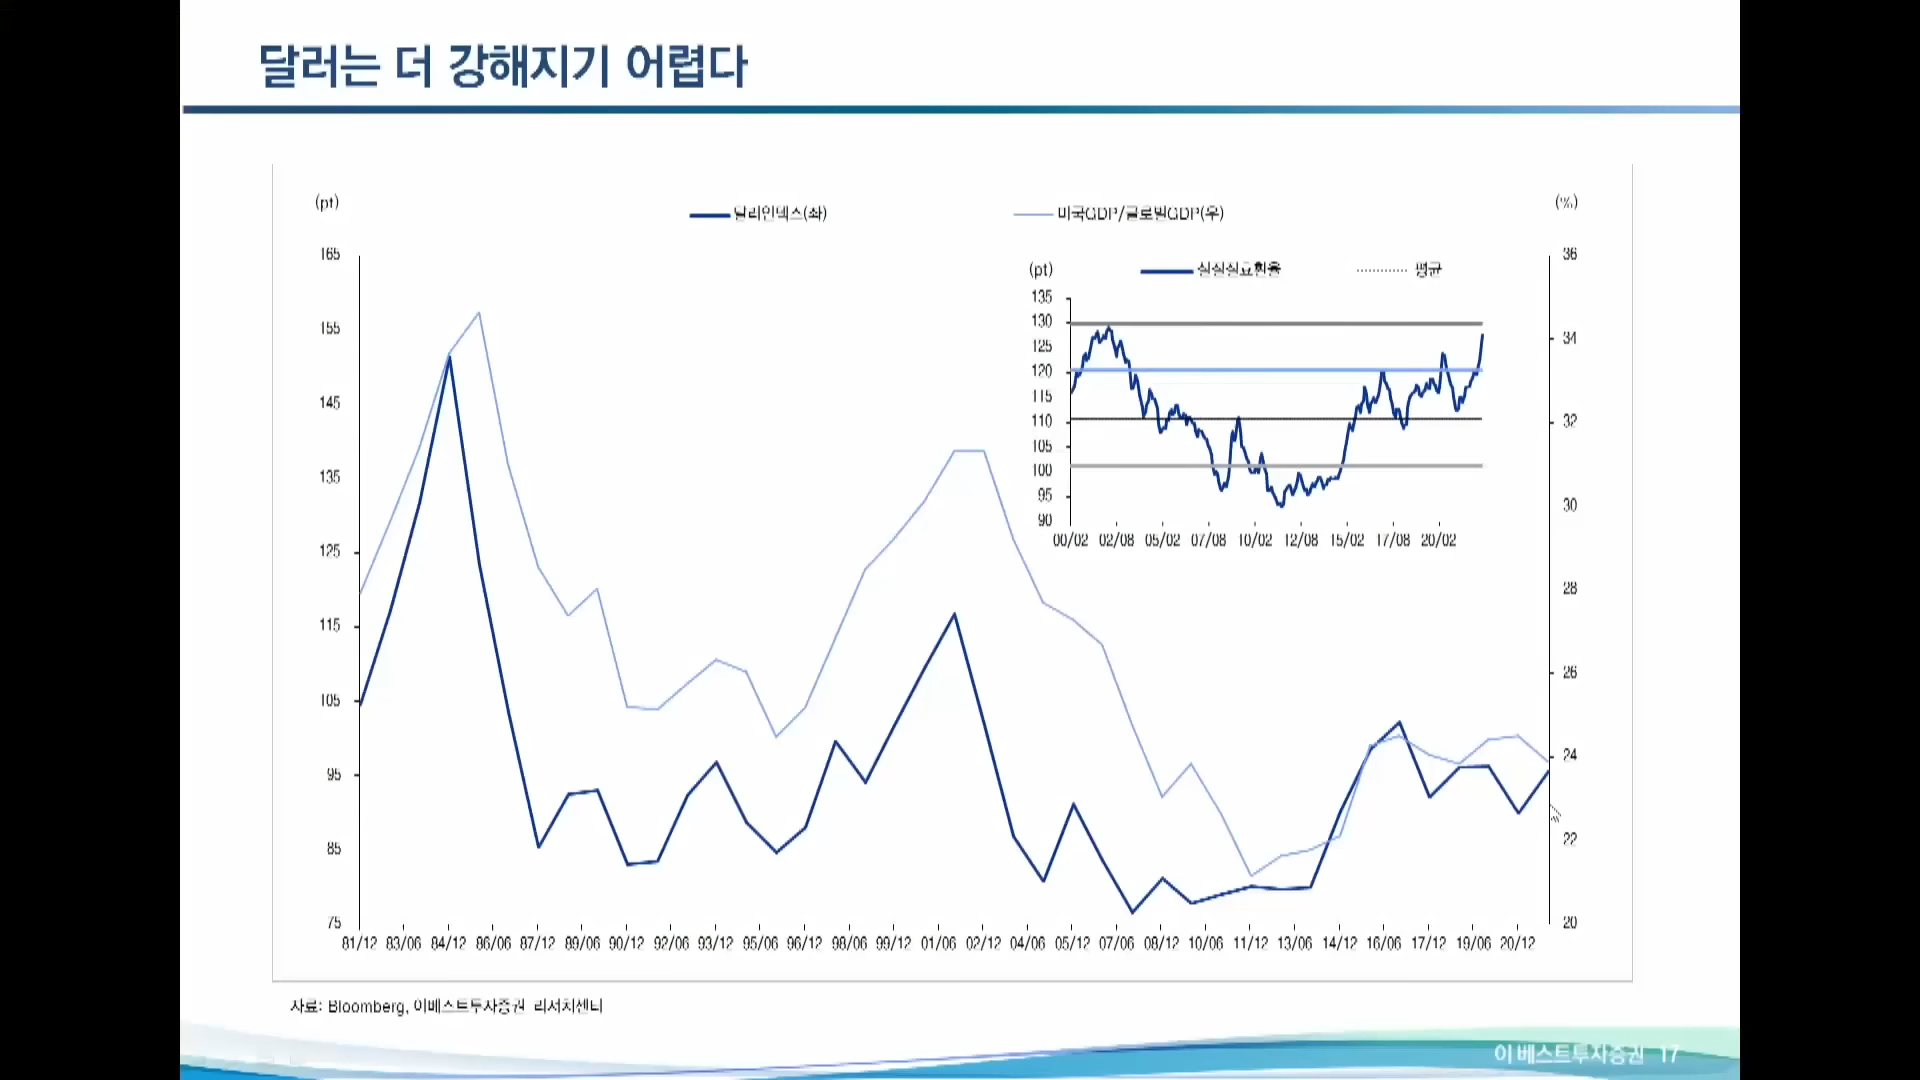 달러는 더 강해지기 어렵다
(pt)
달러인덱스(좌)
미국GDP/글로벌GDP(우)
(%)
165
155
145
135
125
115
105
95
85
75
36
34
32
30
28
26
24
22
20
(pt)
실질실효환율
평균
135
130
125
120
115
110
105
100
95
90
00/02 02/08 05/02 07/08 10/02 12/08 15/02 17/08 20/02
81/12 83/06 84/12 86/06 87/12 89/06 90/12 92/06 93/12 95/06 96/12 98/06 99/12 01/06 02/12 04/06 05/12 07/06 08/12 10/06 11/12 13/06 14/12 16/06 17/12 19/06 20/12
자료: Bloomberg, 이베스트투자증권 리서치센터
이베스트투자증권 17